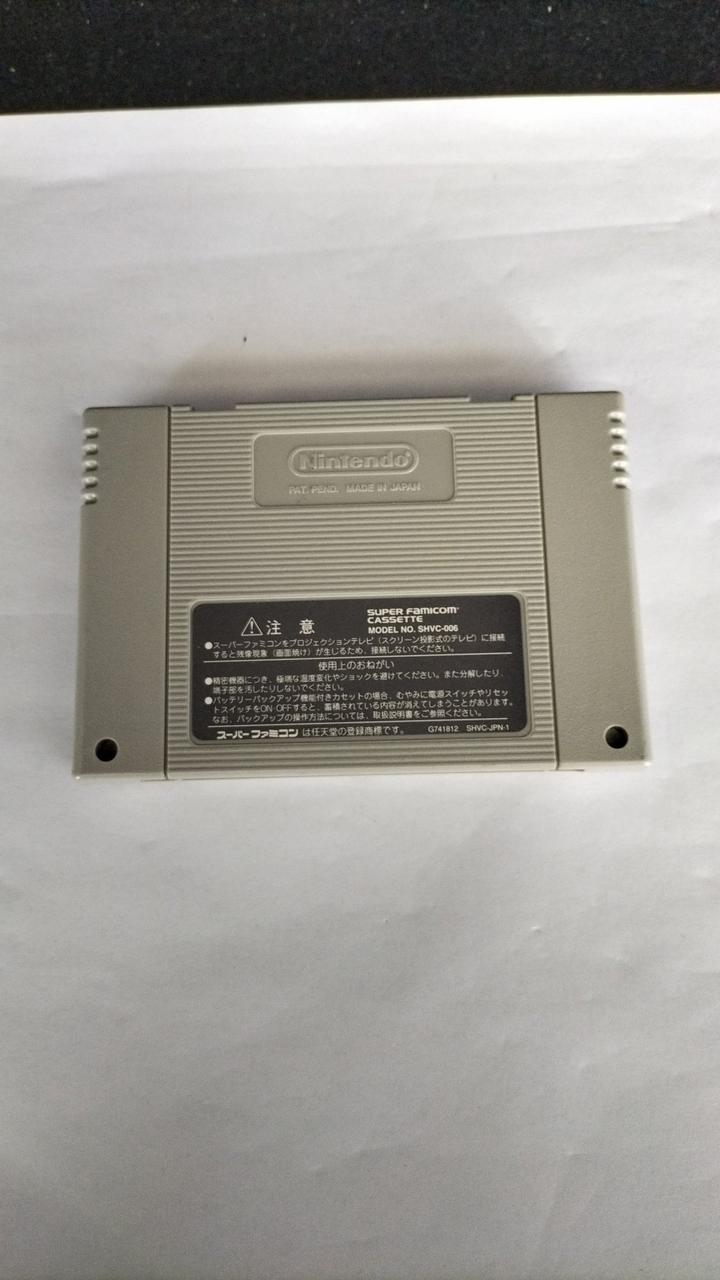 Nintendo
PAT. PEND. MADE IN JAPAN
注 意
SUPER FAMICOM
CASSETTE
MODEL NO. SHVC-006
●スーパーファミコンをプロジェクションテレビ(スクリーン投影式のテレビ)に接続
すると残像現象(画面焼け)が生じるため、接続しないでください。
使用上のおねがい
●精密機器につき、極端な温度変化やショックを避けてください。また分解したり、
端子部を汚したりしないでください。
●バッテリーバックアップ機能付きカセットの場合、むやみに電源スイッチやリセッ
トスイッチをON・OFFすると、蓄積されている内容が消えてしまうことがあります。
なお、バックアップの操作方法については、取扱説明書をご参照ください。
スーパーファミコンは任天堂の登録商標です。 G741812 SHVC-JPN-1